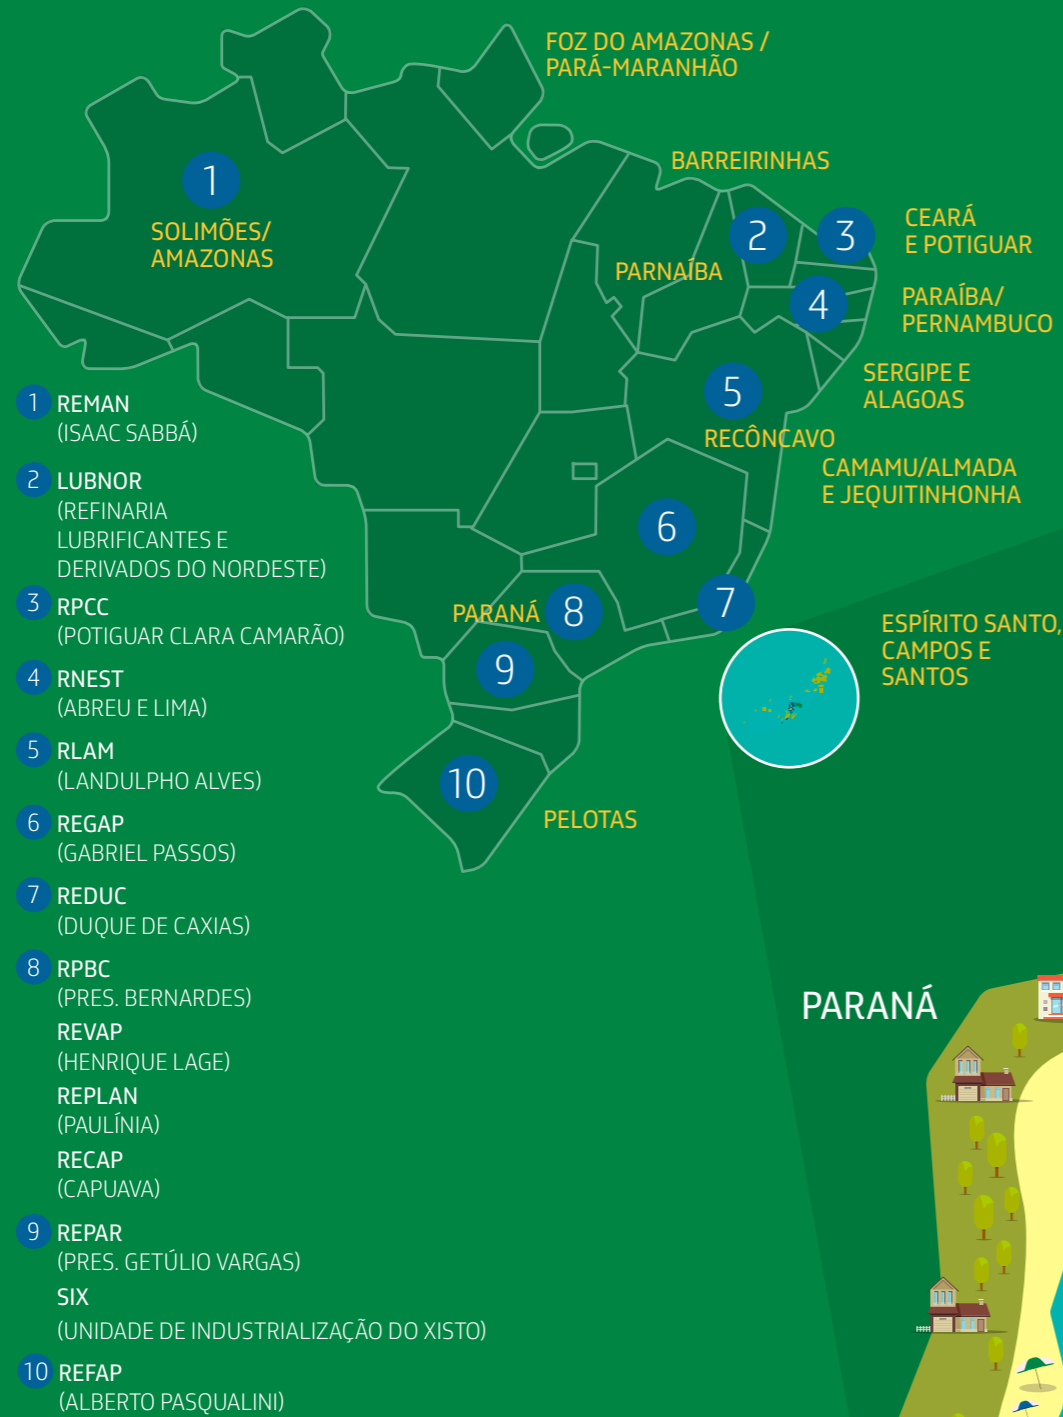 FOZ DO AMAZONAS /
PARÁ-MARANHÃO
BARREIRINHAS
1
SOLIMÕES/
AMAZONAS
2
3
CEARÁ
E POTIGUAR
PARNAÍBA
4
PARAÍBA/
PERNAMBUCO
SERGIPE E
ALAGOAS
5
RECÔNCAVO
CAMAMU/ALMADA
E JEQUITINHONHA
6
7
PARANÁ
8
ESPÍRITO SANTO,
CAMPOS E
SANTOS
9
10
PELOTAS
1 REMAN
(ISAAC SABBÁ)
2 LUBNOR
(REFINARIA
LUBRIFICANTES E
DERIVADOS DO NORDESTE)
3 RPCC
(POTIGUAR CLARA CAMARÃO)
4 RNEST
(ABREU E LIMA)
5 RLAM
(LANDULPHO ALVES)
6 REGAP
(GABRIEL PASSOS)
7 REDUC
(DUQUE DE CAXIAS)
8 RPBC
(PRES. BERNARDES)
REVAP
(HENRIQUE LAGE)
REPLAN
(PAULÍNIA)
RECAP
(CAPUAVA)
9 REPAR
(PRES. GETÚLIO VARGAS)
SIX
(UNIDADE DE INDUSTRIALIZAÇÃO DO XISTO)
10 REFAP
(ALBERTO PASQUALINI)
PARANÁ